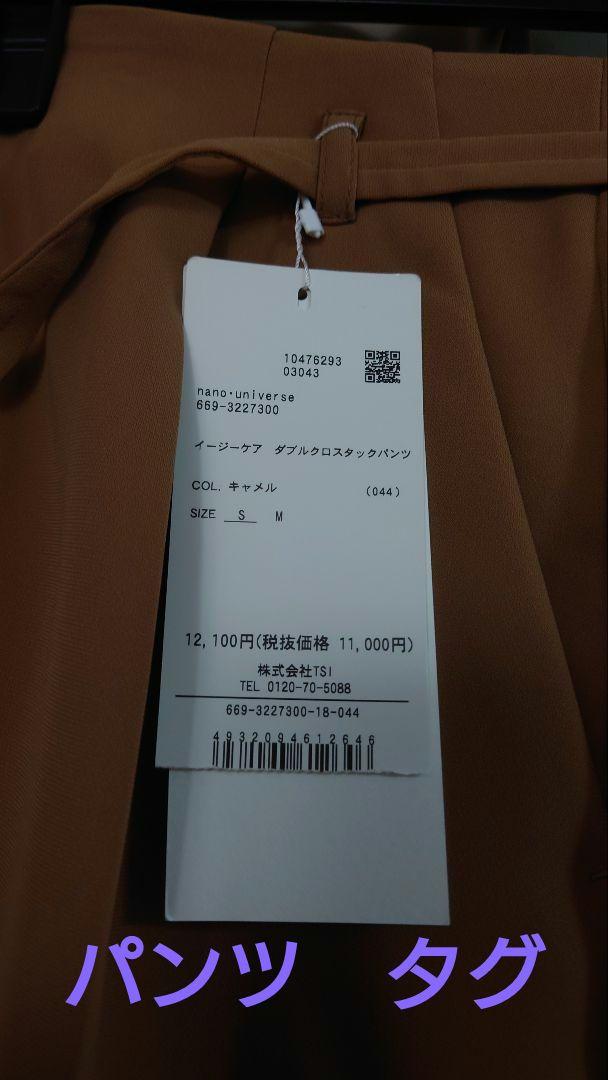 10476293
03043
nano・universe
669-3227300
イージーケア　ダブルクロスタックパンツ
COL. キャメル　（044）
SIZE　S　M
12,100円(税抜価格 11,000円)
株式会社TSI
TEL 0120-70-5088
669-3227300-18-044
4932094612646
パンツ　タグ